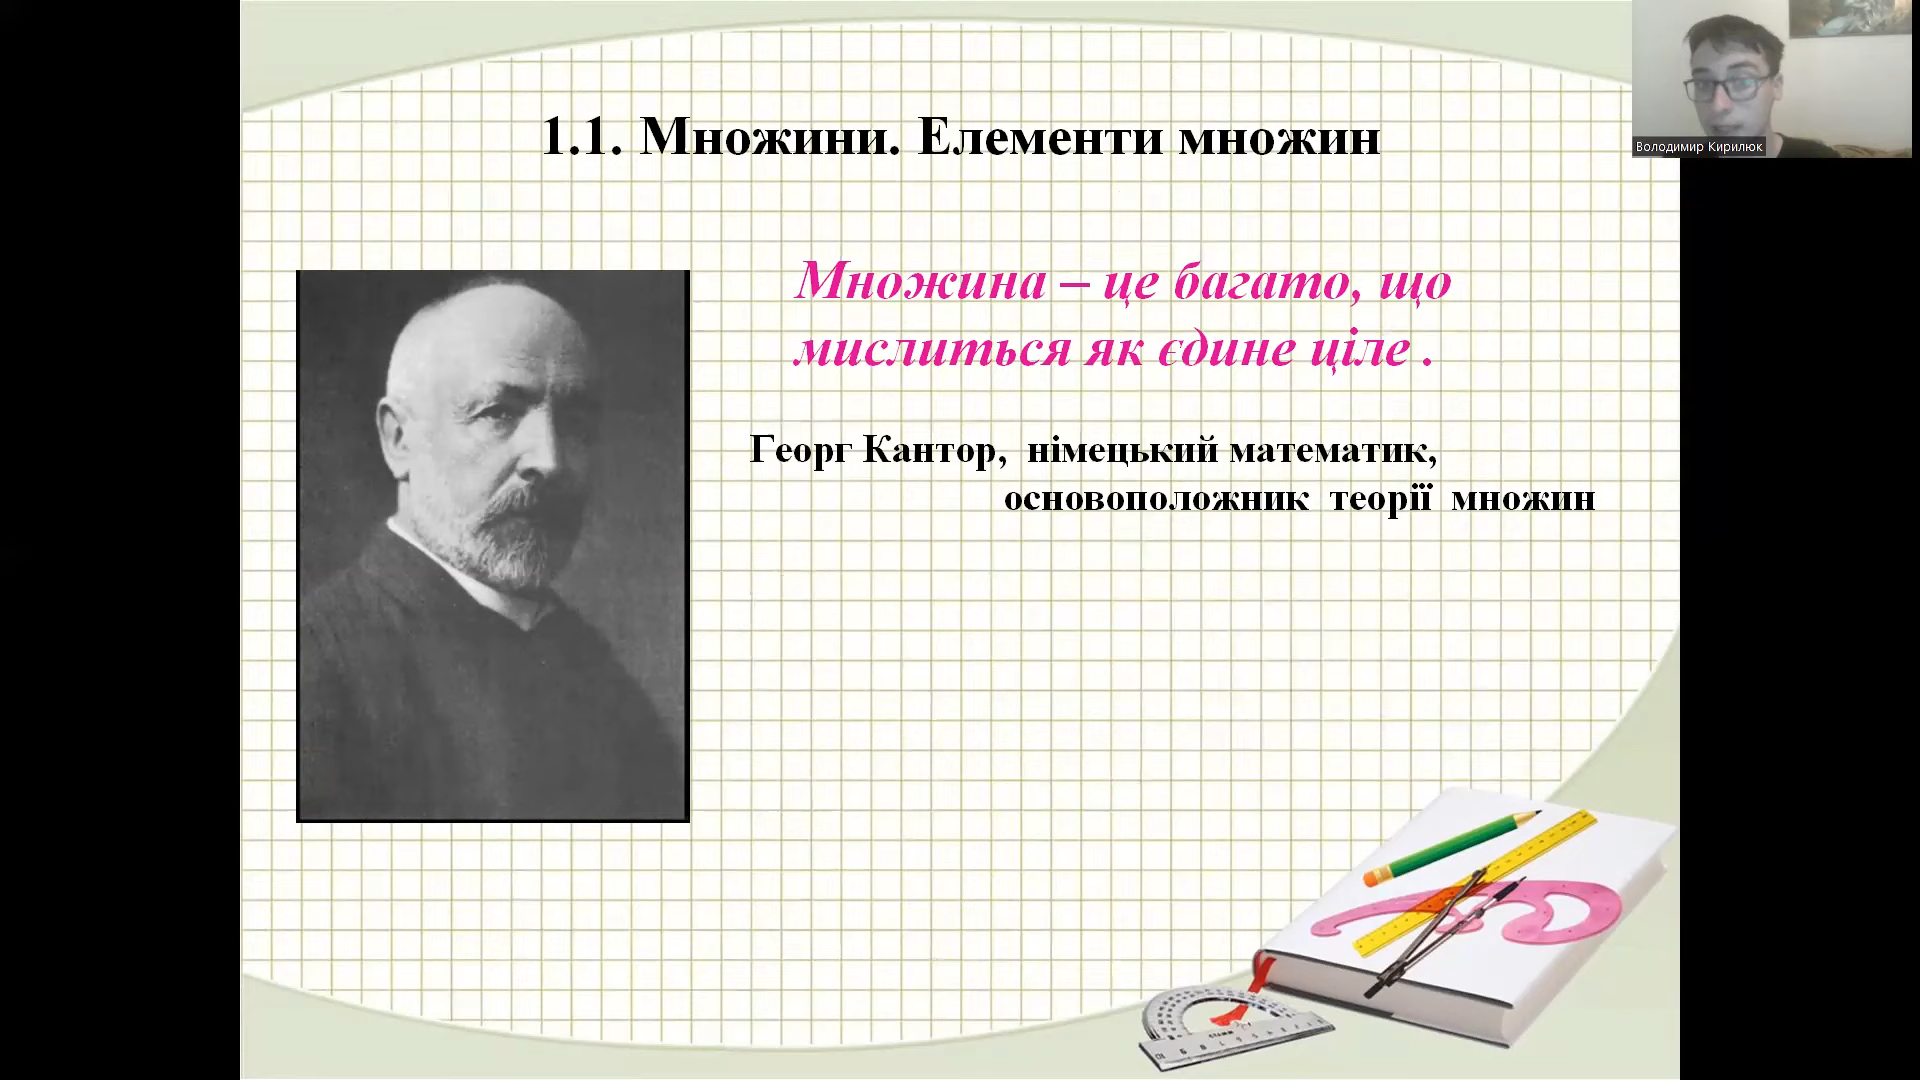 1.1. Множини. Елементи множин
Множина – це багато, що
мислиться як єдине ціле .
Георг Кантор, німецький математик,
основоположник теорії множин
Володимир Кирилюк